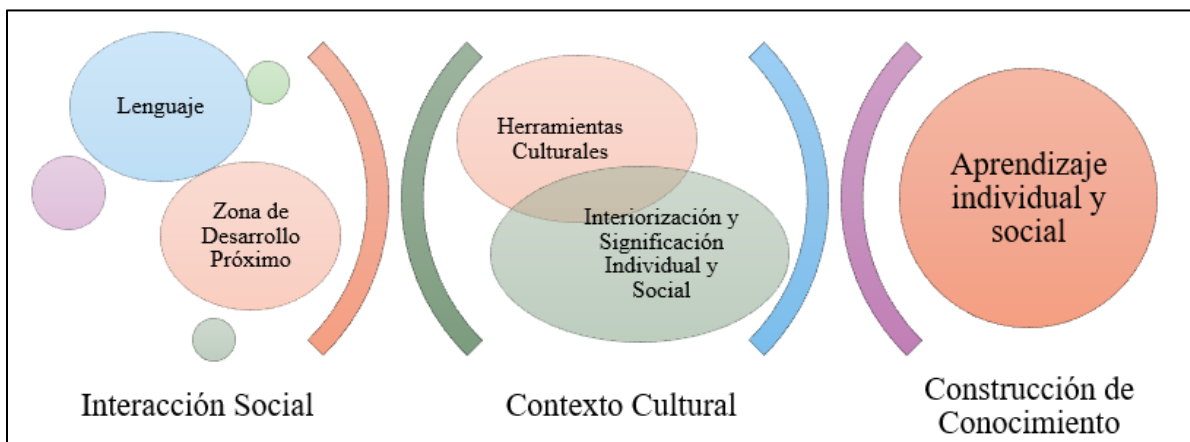 Lenguaje
Zona de
Desarrollo
Próximo
Interacción Social
Herramientas
Culturales
Interiorización y
Significación
Individual y
Social
Contexto Cultural
Aprendizaje
individual y
social
Construcción de
Conocimiento